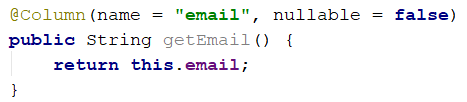 @Column(name = "email", nullable = false)
public String getEmail() {
    return this.email;
}